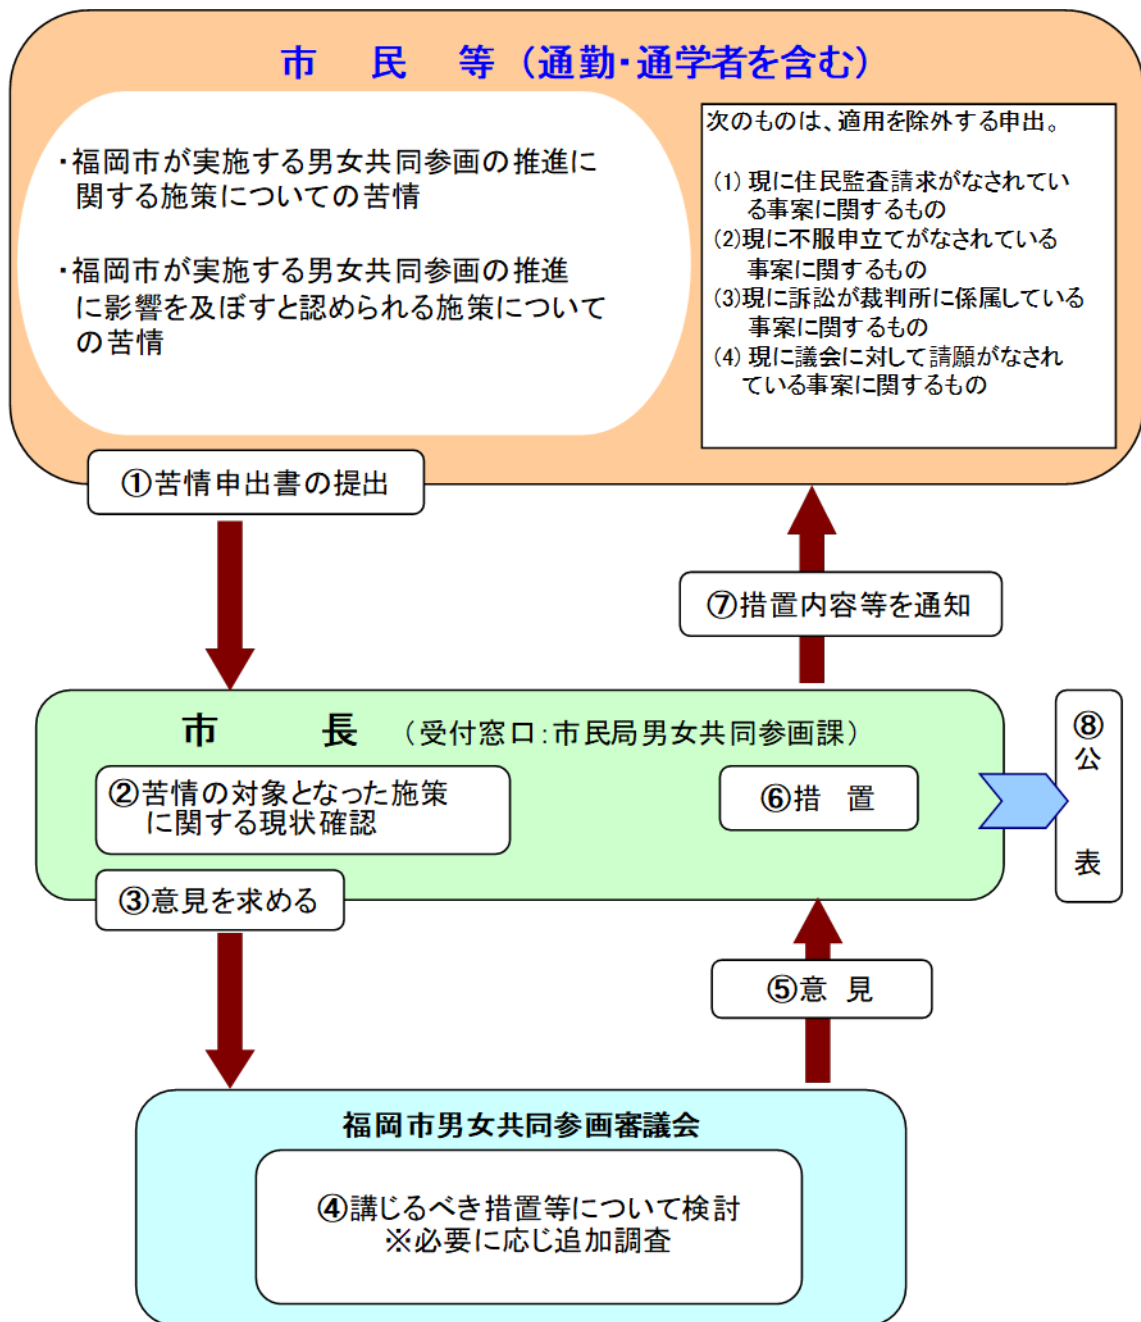 市 民 等（通勤・通学者を含む）
・福岡市が実施する男女共同参画の推進に
関する施策についての苦情
・福岡市が実施する男女共同参画の推進
に影響を及ぼすと認められる施策について
の苦情
次のものは、適用を除外する申出。
(1) 現に住民監査請求がなされてい
る事案に関するもの
(2)現に不服申立てがなされている
事案に関するもの
(3)現に訴訟が裁判所に係属している
事案に関するもの
(4) 現に議会に対して請願がなされ
ている事案に関するもの
①苦情申出書の提出
⑦措置内容等を通知
市 長 （受付窓口：市民局男女共同参画課）
②苦情の対象となった施策
に関する現状確認
⑥措 置
⑧公 表
③意見を求める
⑤意 見
福岡市男女共同参画審議会
④講じるべき措置等について検討
※必要に応じ追加調査